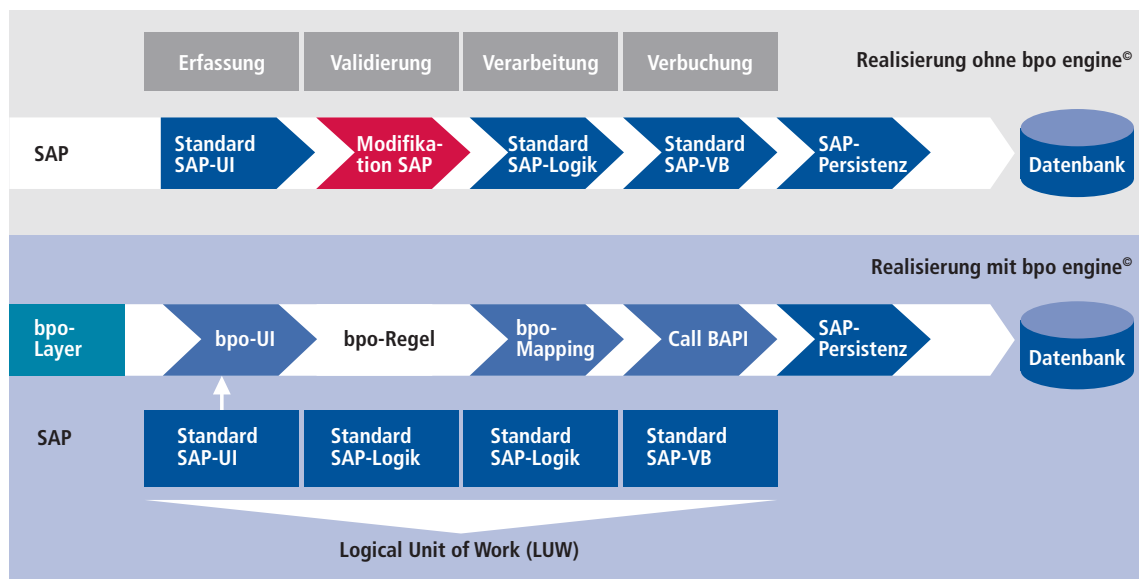 Erfassung
Validierung
Verarbeitung
Verbuchung
Realisierung ohne bpo engine©
SAP
Standard
SAP-UI
Modifika-
tion SAP
Standard
SAP-Logik
Standard
SAP-VB
SAP-
Persistenz
Datenbank
Realisierung mit bpo engine©
bpo-
Layer
bpo-UI
bpo-Regel
bpo-
Mapping
Call BAPI
SAP-
Persistenz
Datenbank
SAP
Standard
SAP-UI
Standard
SAP-Logik
Standard
SAP-Logik
Standard
SAP-VB
Logical Unit of Work (LUW)